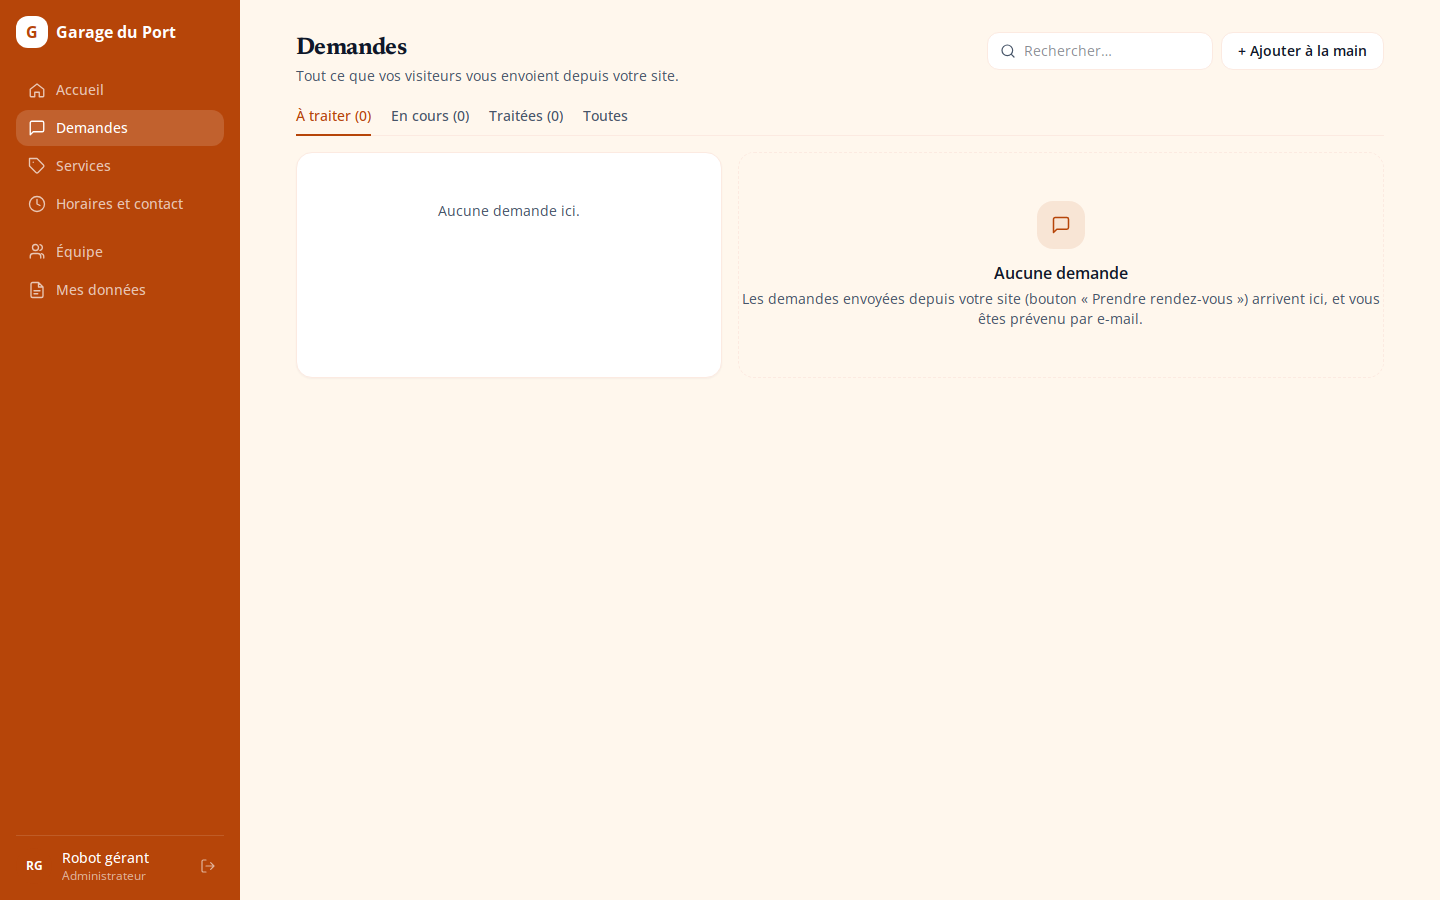 G Garage du Port
Accueil
Demandes
Services
Horaires et contact
Équipe
Mes données
RG
Robot gérant
Administrateur
Demandes
Tout ce que vos visiteurs vous envoient depuis votre site.
Rechercher…
+ Ajouter à la main
À traiter (0) En cours (0) Traitées (0) Toutes
Aucune demande ici.
Aucune demande
Les demandes envoyées depuis votre site (bouton « Prendre rendez-vous ») arrivent ici, et vous
êtes prévenu par e-mail.